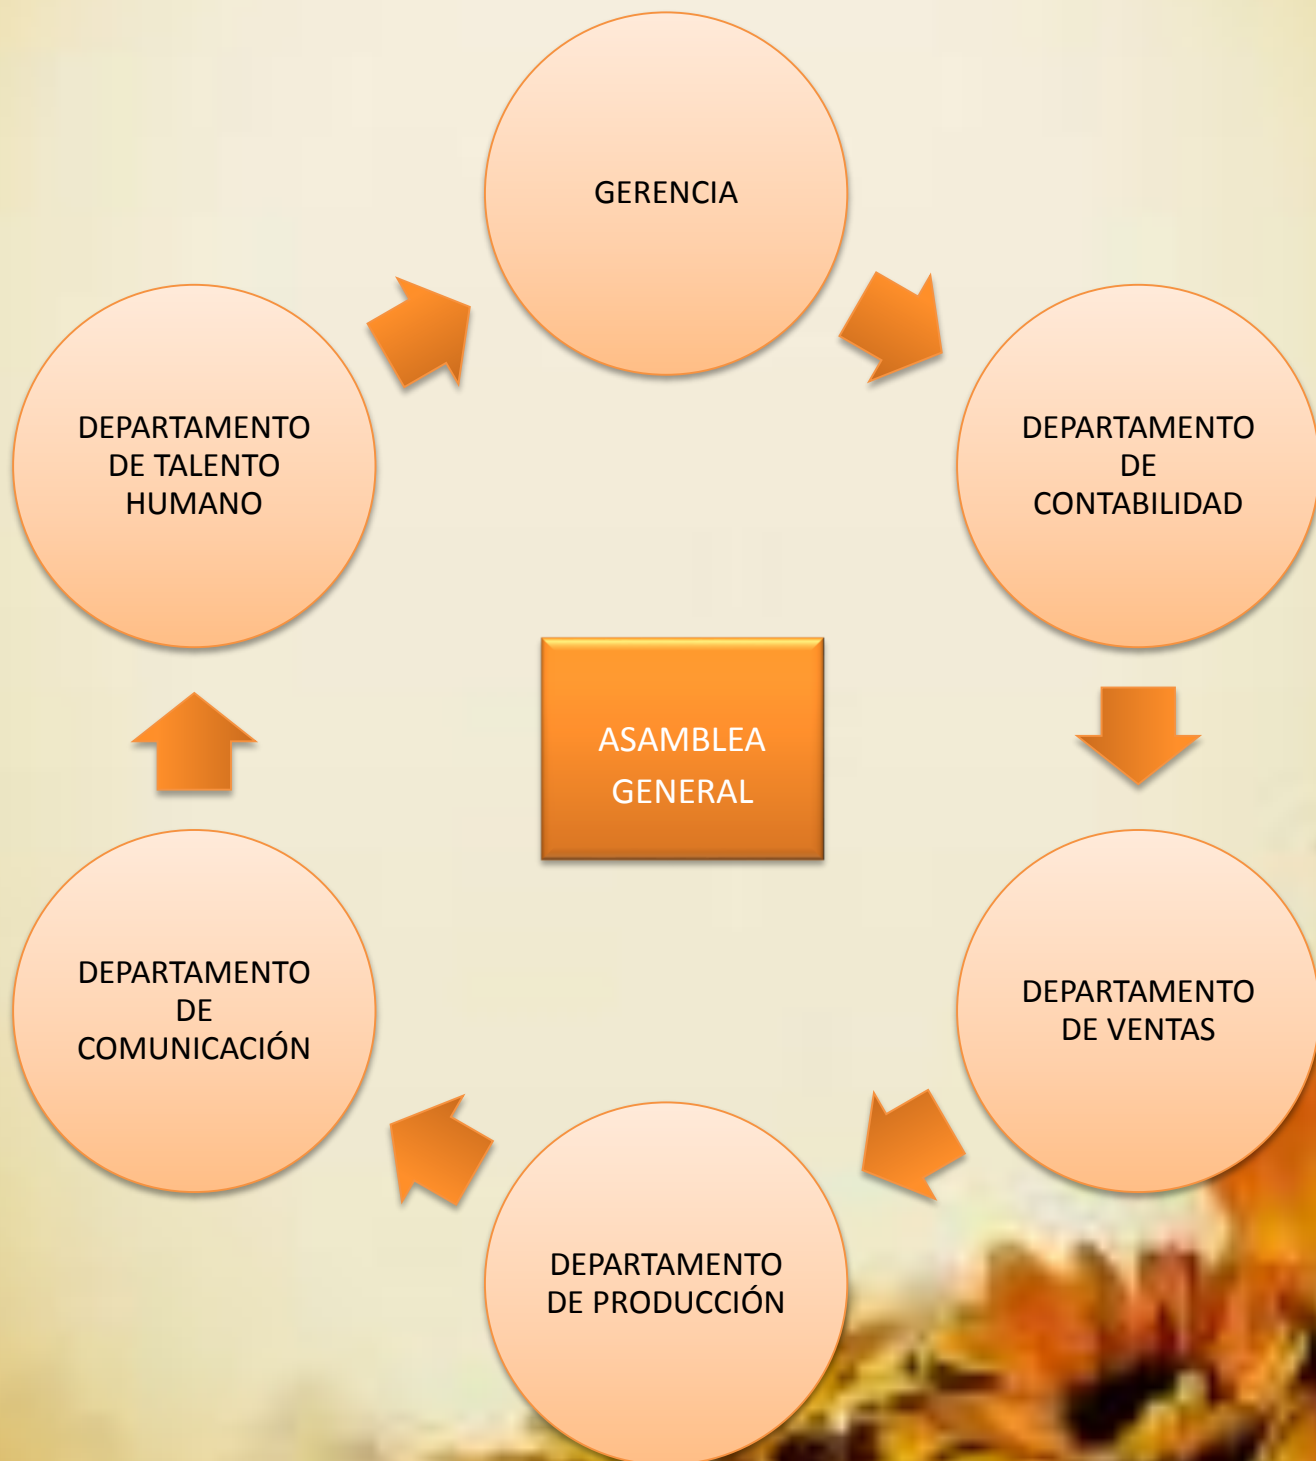 GERENCIA
DEPARTAMENTO
DE TALENTO
HUMANO
DEPARTAMENTO
DE
CONTABILIDAD
ASAMBLEA
GENERAL
DEPARTAMENTO
DE
COMUNICACIÓN
DEPARTAMENTO
DE VENTAS
DEPARTAMENTO
DE PRODUCCIÓN